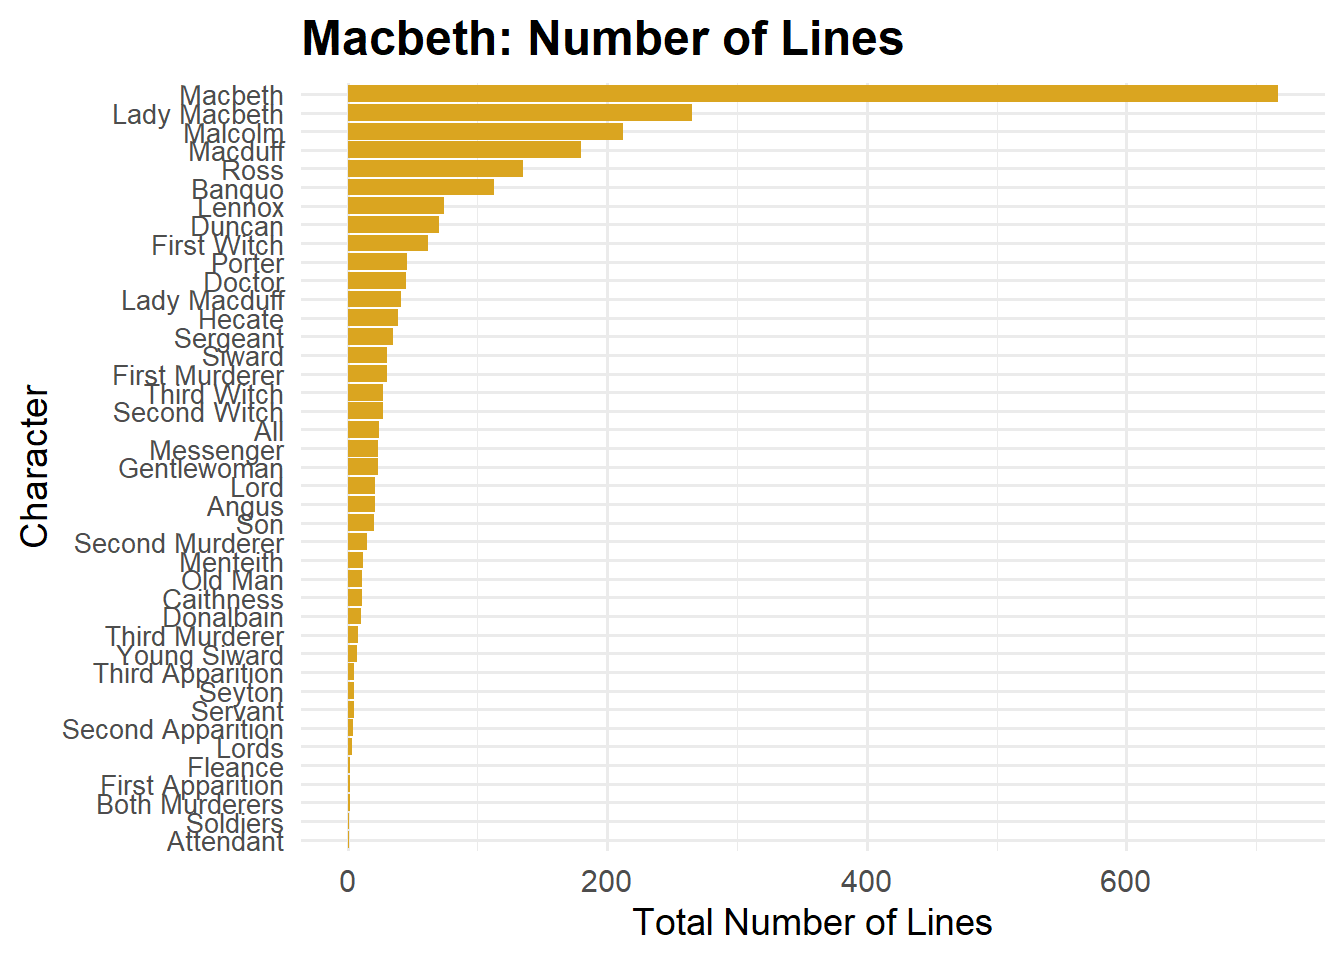 Macbeth: Number of Lines
Macbeth
Lady Macbeth
Malcolm
Macduff
Ross
Banquo
Lennox
Duncan
First Witch
Porter
Doctor
Lady Macduff
Hecate
Sergeant
Siward
First Murderer
Third Witch
Second Witch
All
Messenger
Gentlewoman
Lord
Angus
Son
Second Murderer
Menteith
Old Man
Caithness
Donalbain
Third Murderer
Young Siward
Third Apparition
Seyton
Servant
Second Apparition
Lords
Fleance
First Apparition
Both Murderers
Soldiers
Attendant
Character
0 200 400 600
Total Number of Lines